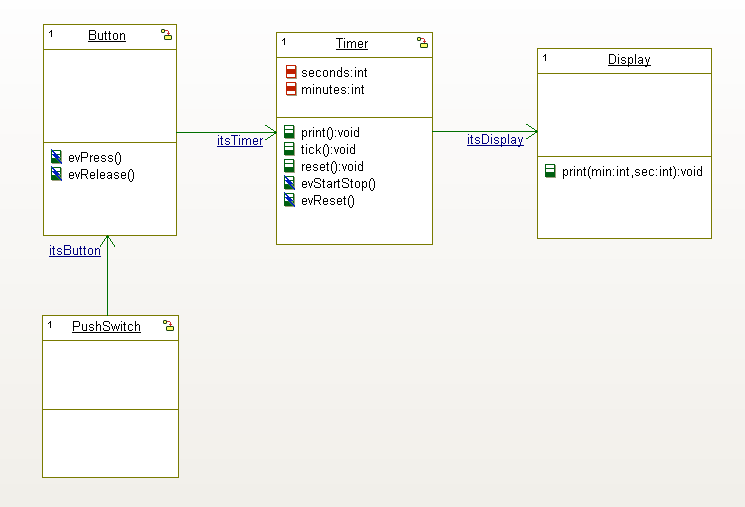 1 Button
evPress()
evRelease()
itsTimer
1 Timer
seconds:int
minutes:int
print():void
tick():void
reset():void
evStartStop()
evReset()
itsDisplay
1 Display
print(min:int,sec:int):void
itsButton
1 PushSwitch